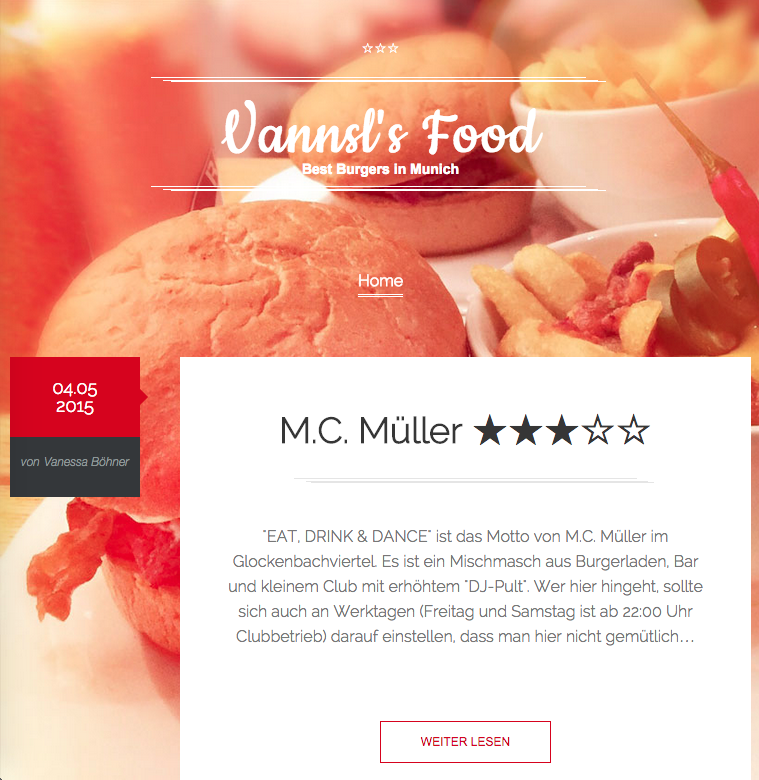 ☆☆☆
Vannsl's Food
Best Burgers in Munich
Home
04.05
2015
von Vanessa Böhner
M.C. Müller ★★★☆☆
"EAT, DRINK & DANCE" ist das Motto von M.C. Müller im
Glockenbachviertel. Es ist ein Mischmasch aus Burgerladen, Bar
und kleinem Club mit erhöhtem "DJ-Pult". Wer hier hingeht, sollte
sich auch an Werktagen (Freitag und Samstag ist ab 22:00 Uhr
Clubbetrieb) darauf einstellen, dass man hier nicht gemütlich…
WEITER LESEN